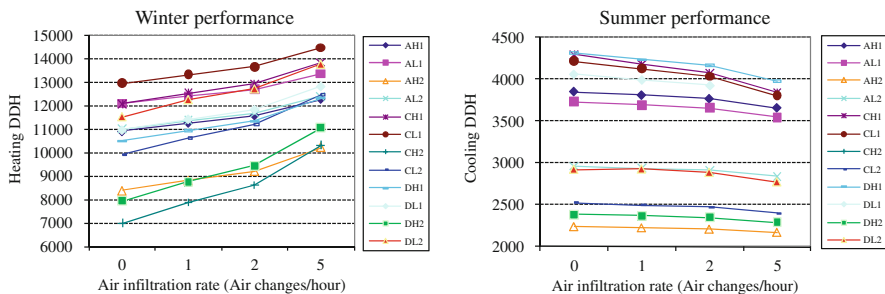 Winter performance
Heating DDH
15000
14000
13000
12000
11000
10000
9000
8000
7000
6000
0 1 2 5
Air infiltration rate (Air changes/hour)
AH1
AL1
AH2
AL2
CH1
CL1
CH2
CL2
DH1
DL1
DH2
DL2
Summer performance
Cooling DDH
4500
4000
3500
3000
2500
2000
0 1 2 5
Air infiltration rate (Air changes/hour)
AH1
AL1
AH2
AL2
CH1
CL1
CH2
CL2
DH1
DL1
DH2
DL2